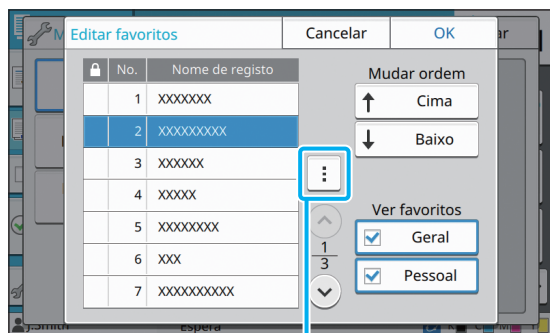 Editar favoritos
Cancelar
OK
No.
Nome de registo
1 XXXXXXX
2 XXXXXXXXX
3 XXXXXX
4 XXXXX
5 XXXXXXXX
6 XXX
7 XXXXXXXXXX
1
3
Mudar ordem
Cima
Baixo
Ver favoritos
Geral
Pessoal
J.Smith
Espera